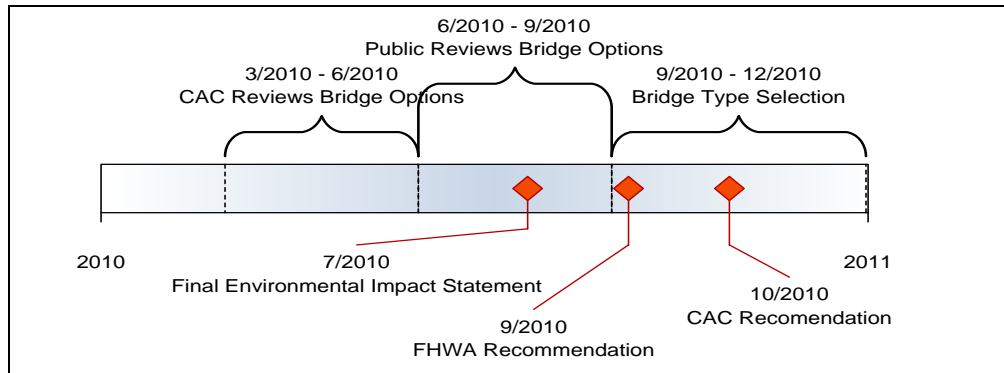 6/2010 - 9/2010
Public Reviews Bridge Options
3/2010 - 6/2010
CAC Reviews Bridge Options
9/2010 - 12/2010
Bridge Type Selection
2010
2011
7/2010
Final Environmental Impact Statement
9/2010
FHWA Recommendation
10/2010
CAC Recomendation